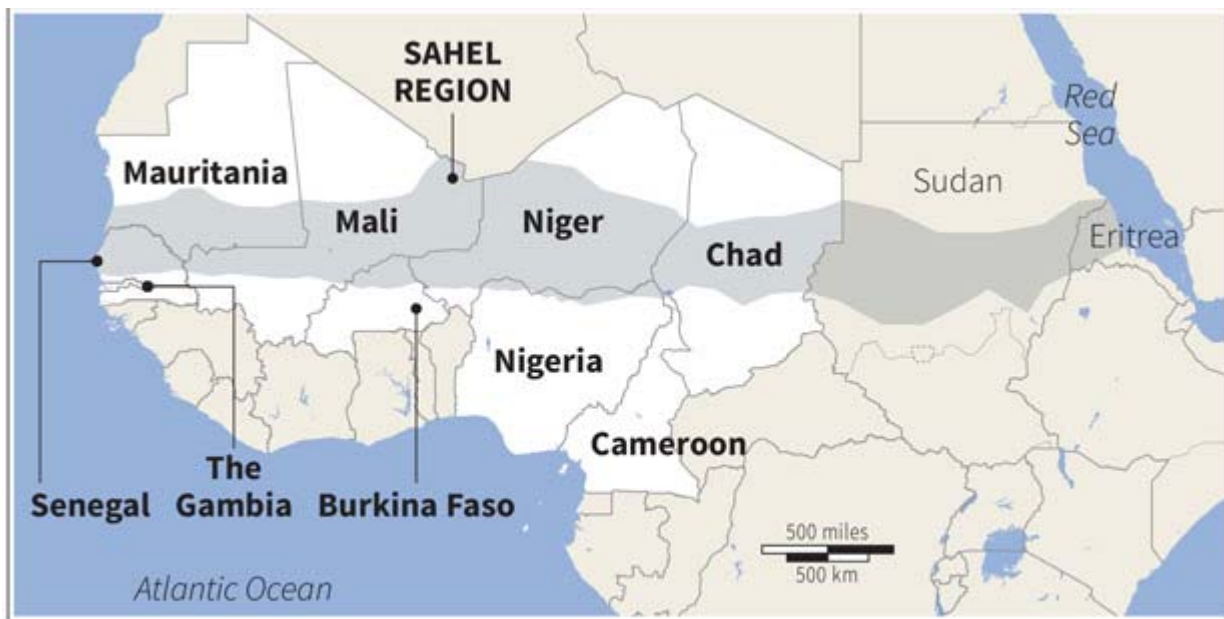 SAHEL
REGION
Red
Sea
Mauritania
Sudan
Mali
Niger
Chad
Eritrea
Nigeria
Cameroon
The
Senegal
Gambia
Burkina Faso
500 miles
500 km
Atlantic Ocean